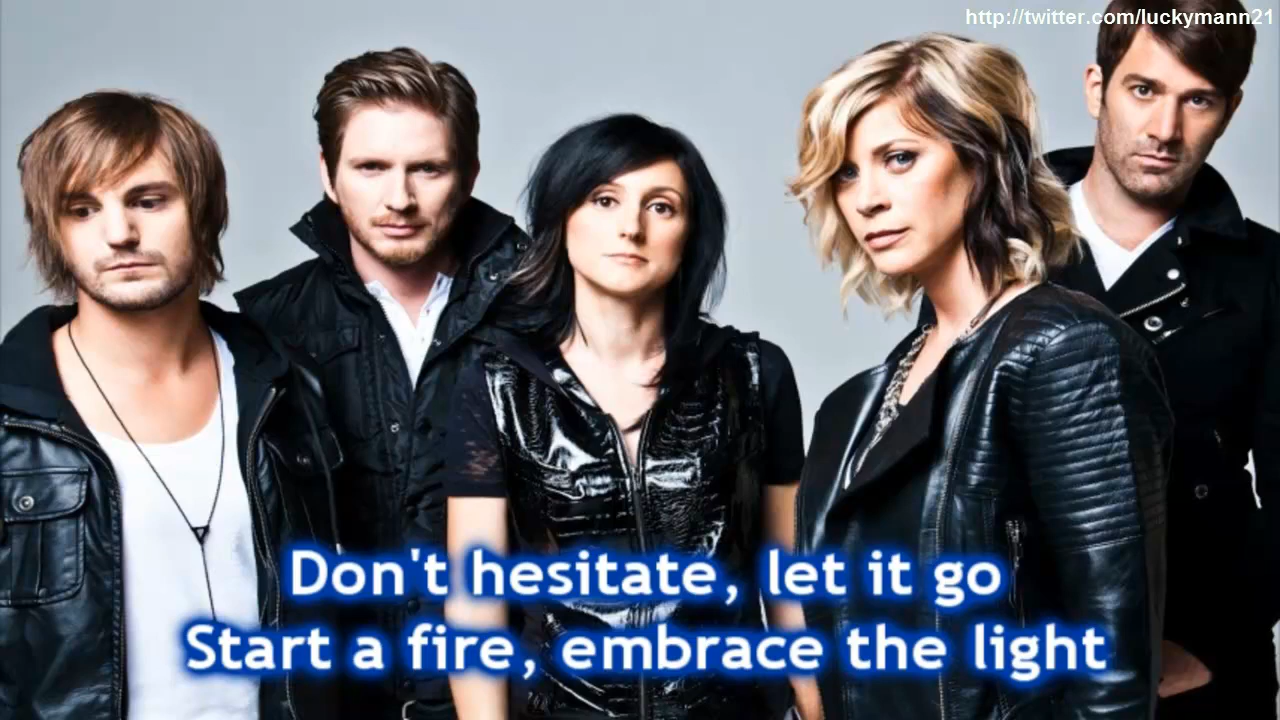 http://twitter.com/luckymann21
Don't hesitate, let it go
Start a fire, embrace the light